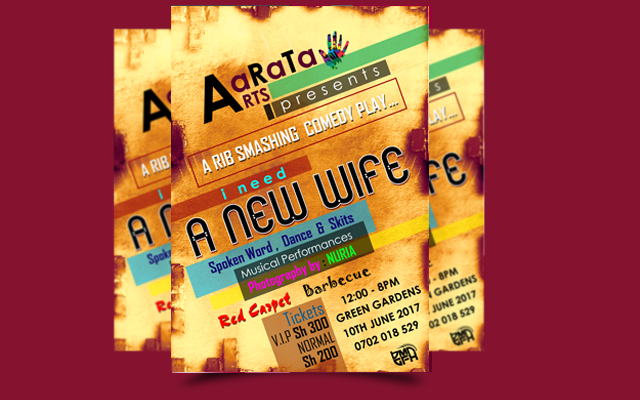 AaRaTa
ARTS
presents
A RIB SMASHING COMEDY PLAY...
i need
A NEW WIFE
Spoken Word , Dance & Skits
Musical Performances
Photography by : NURIA
Red Carpet Barbecue
Tickets
V.I.P Sh 300
NORMAL
Sh 200
12:00 - 8PM
GREEN GARDENS
10TH JUNE 2017
0702 018 529